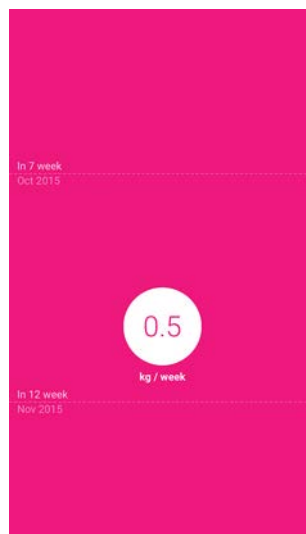 In 7 week
Oct 2015
0.5
kg / week
In 12 week
Nov 2015